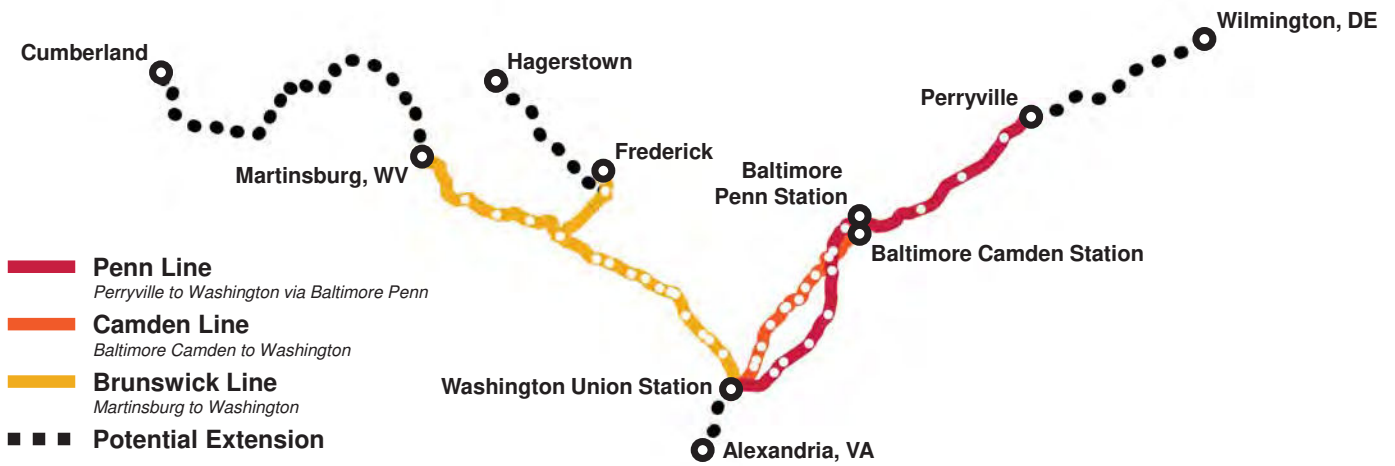 Wilmington, DE
Cumberland
Hagerstown
Perryville
Frederick
Martinsburg, WV
Baltimore
Penn Station
Baltimore Camden Station
Penn Line
Perryville to Washington via Baltimore Penn
Camden Line
Baltimore Camden to Washington
Brunswick Line
Martinsburg to Washington
Potential Extension
Washington Union Station
Alexandria, VA